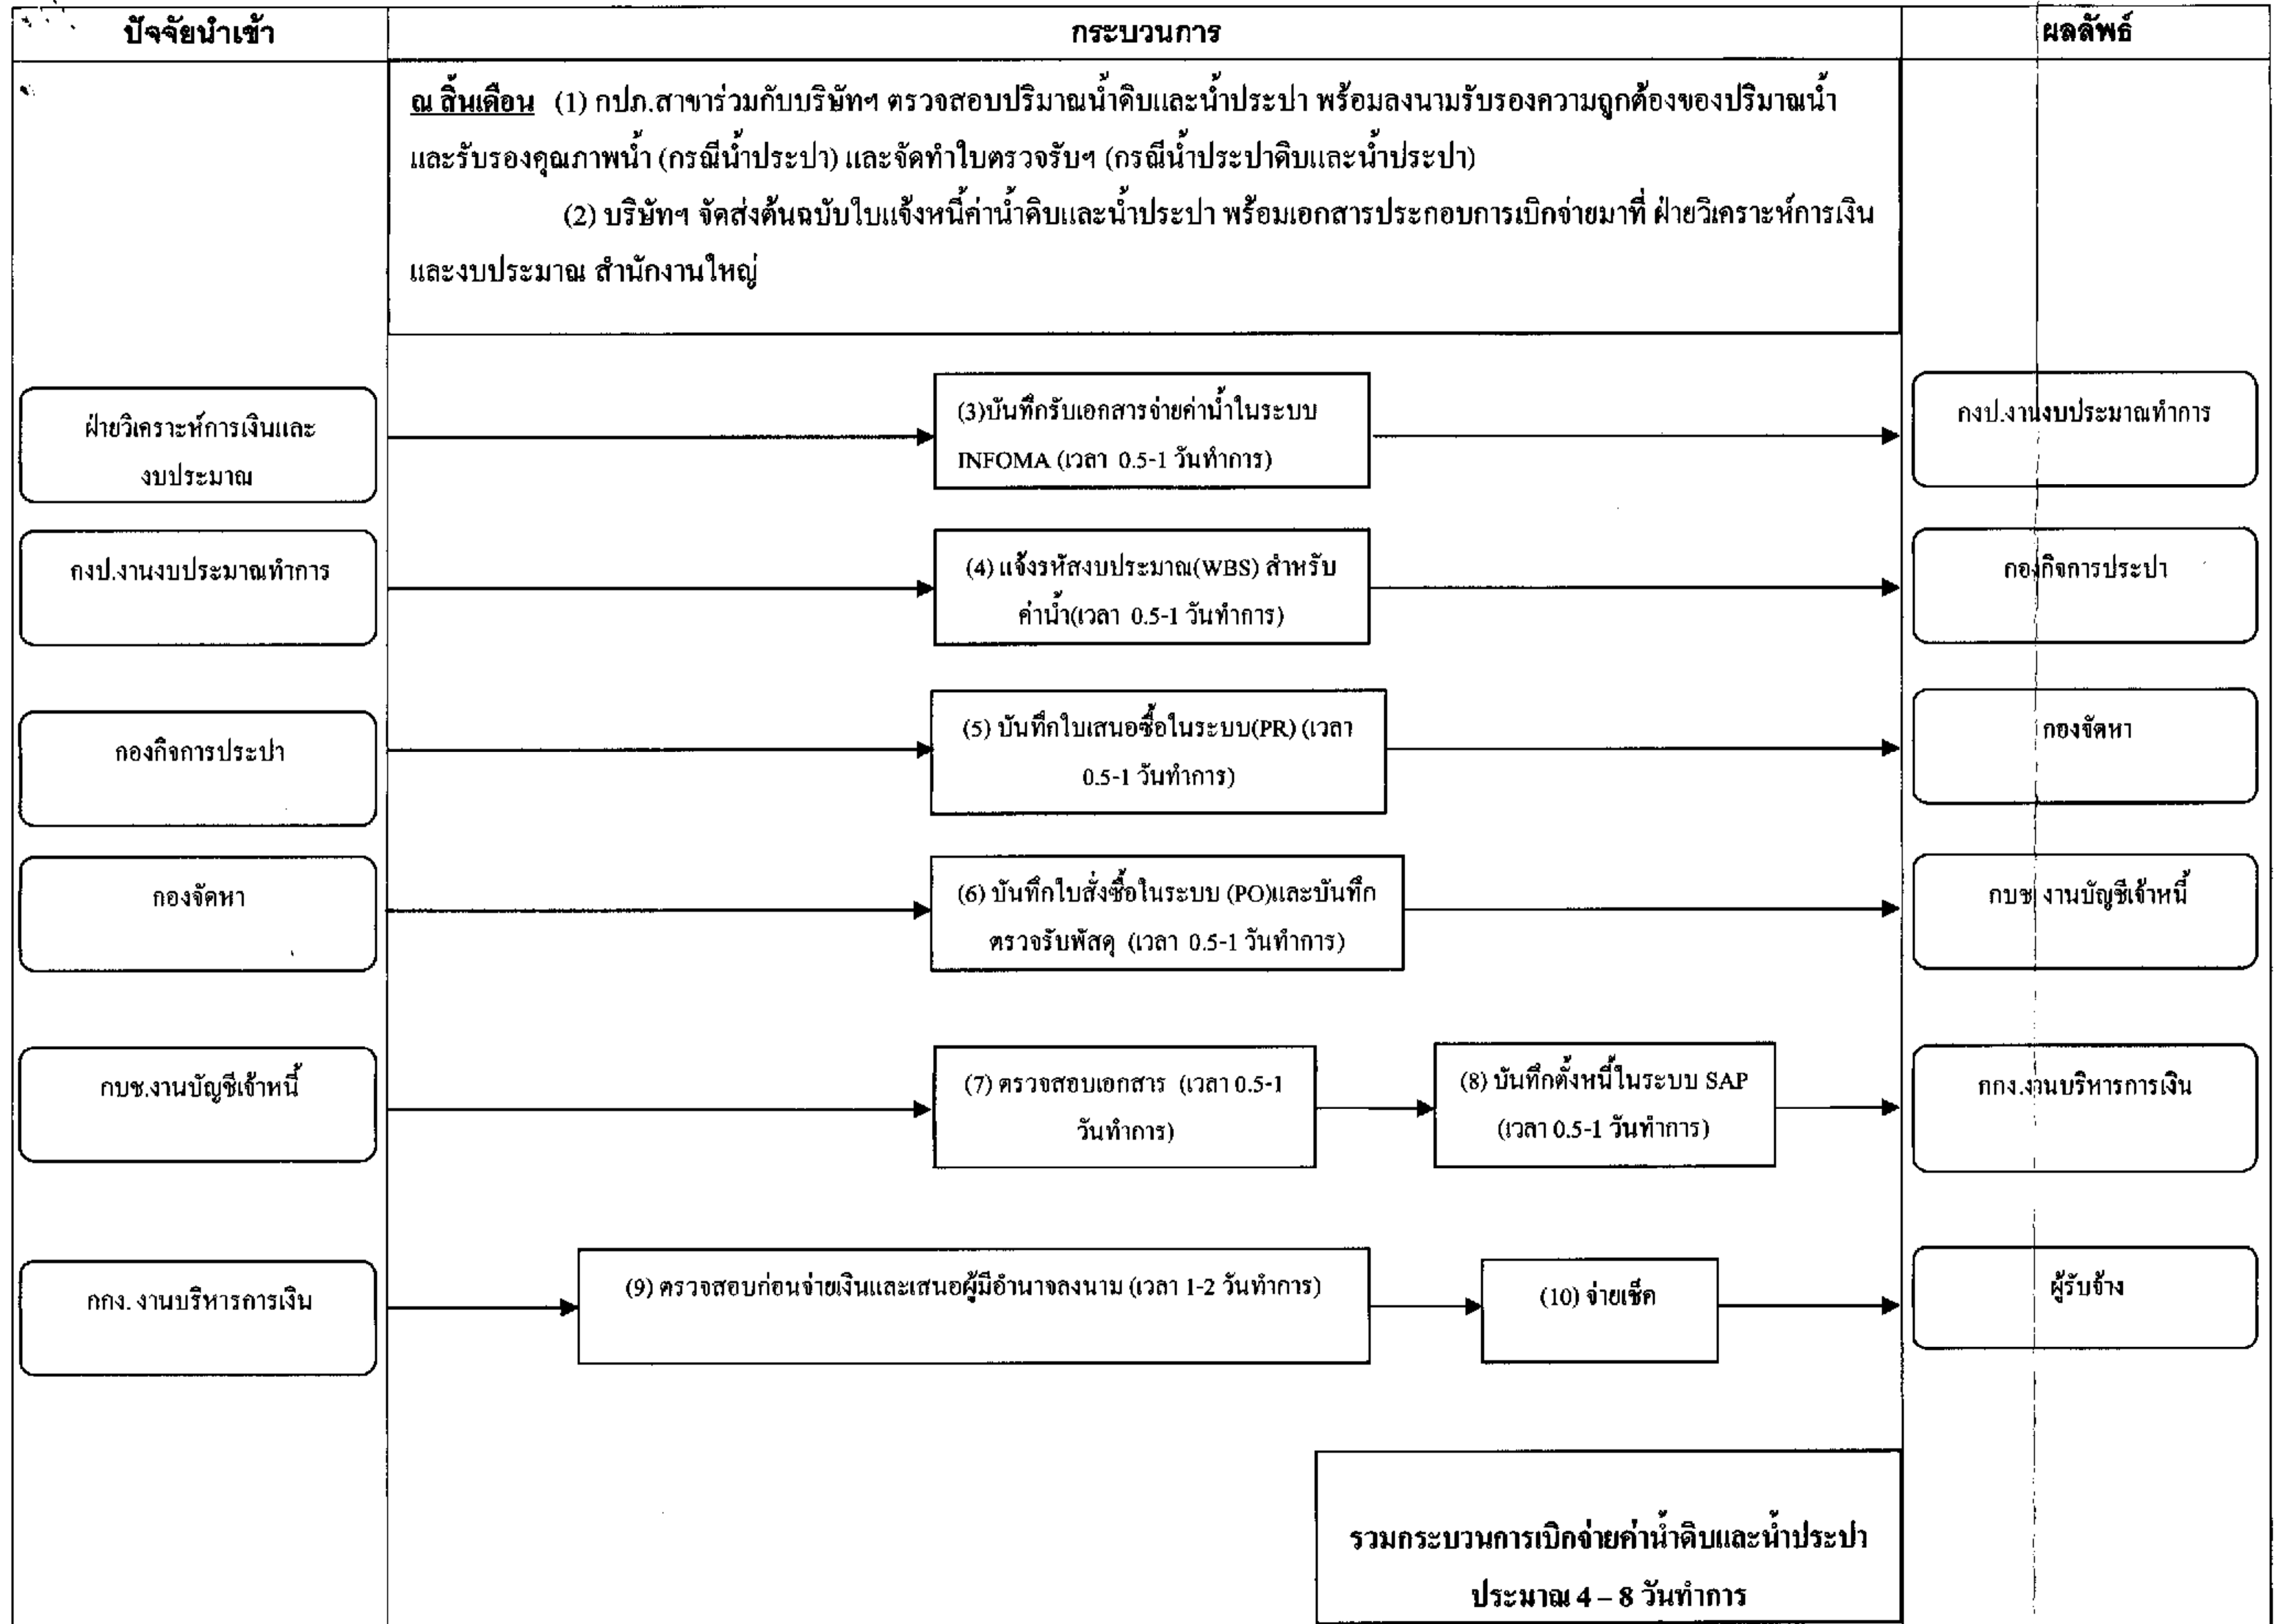 ปัจจัยนำเข้า กระบวนการ ผลลัพธ์
ณ สิ้นเดือน (1) กปภ.สาขาร่วมกับบริษัทฯ ตรวจสอบปริมาณน้ำดิบและน้ำประปา พร้อมลงนามรับรองความถูกต้องของปริมาณน้ำ
และรับรองคุณภาพน้ำ (กรณีน้ำประปา) และจัดทำใบตรวจรับฯ (กรณีน้ำประปาดิบและน้ำประปา)
(2) บริษัทฯ จัดส่งต้นฉบับใบแจ้งหนี้ค่าน้ำดิบและน้ำประปา พร้อมเอกสารประกอบการเบิกจ่ายมาที่ ฝ่ายวิเคราะห์การเงิน
และงบประมาณ สำนักงานใหญ่
ฝ่ายวิเคราะห์การเงินและ
งบประมาณ
(3)บันทึกรับเอกสารจ่ายค่าน้ำในระบบ
INFOMA (เวลา 0.5-1 วันทำการ)
กงป.งานงบประมาณทำการ
กงป.งานงบประมาณทำการ
(4) แจ้งรหัสงบประมาณ(WBS) สำหรับ
ค่าน้ำ(เวลา 0.5-1 วันทำการ)
กองกิจการประปา
กองกิจการประปา
(5) บันทึกใบเสนอซื้อในระบบ(PR) (เวลา
0.5-1 วันทำการ)
กองจัดหา
กองจัดหา
(6) บันทึกใบสั่งซื้อในระบบ (PO)และบันทึก
ตรวจรับพัสดุ (เวลา 0.5-1 วันทำการ)
กบช งานบัญชีเจ้าหนี้
กบช.งานบัญชีเจ้าหนี้
(7) ตรวจสอบเอกสาร (เวลา 0.5-1
วันทำการ)
(8) บันทึกตั้งหนี้ในระบบ SAP
(เวลา 0.5-1 วันทำการ)
กกง.งานบริหารการเงิน
กกง. งานบริหารการเงิน
(9) ตรวจสอบก่อนจ่ายเงินและเสนอผู้มีอำนาจลงนาม (เวลา 1-2 วันทำการ)
(10) จ่ายเช็ค
ผู้รับจ้าง
รวมกระบวนการเบิกจ่ายค่าน้ำดิบและน้ำประปา
ประมาณ 4 – 8 วันทำการ